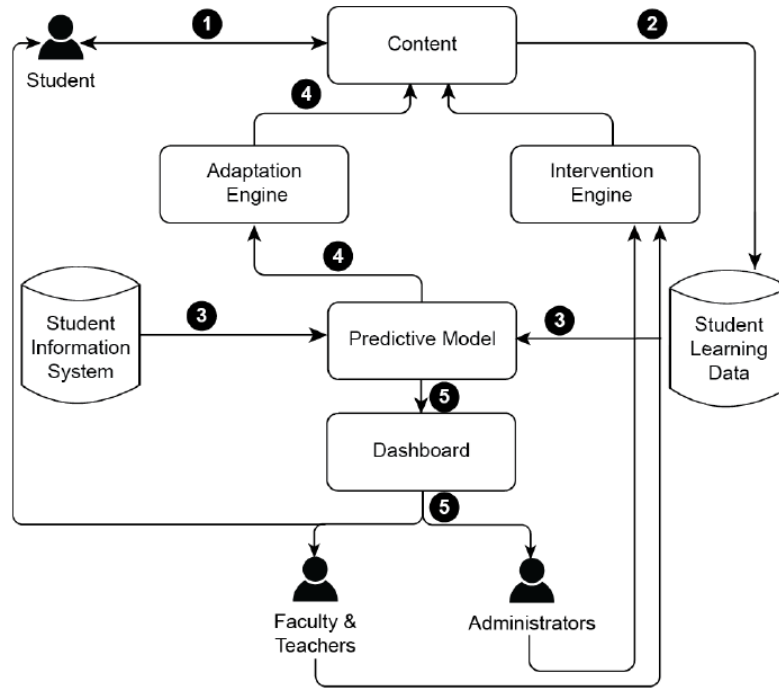 1
Content
2
Student
4
Adaptation
Engine
Intervention
Engine
4
Student
Information
System
3
Predictive Model
3
Student
Learning
Data
5
Dashboard
5
Faculty &
Teachers
Administrators